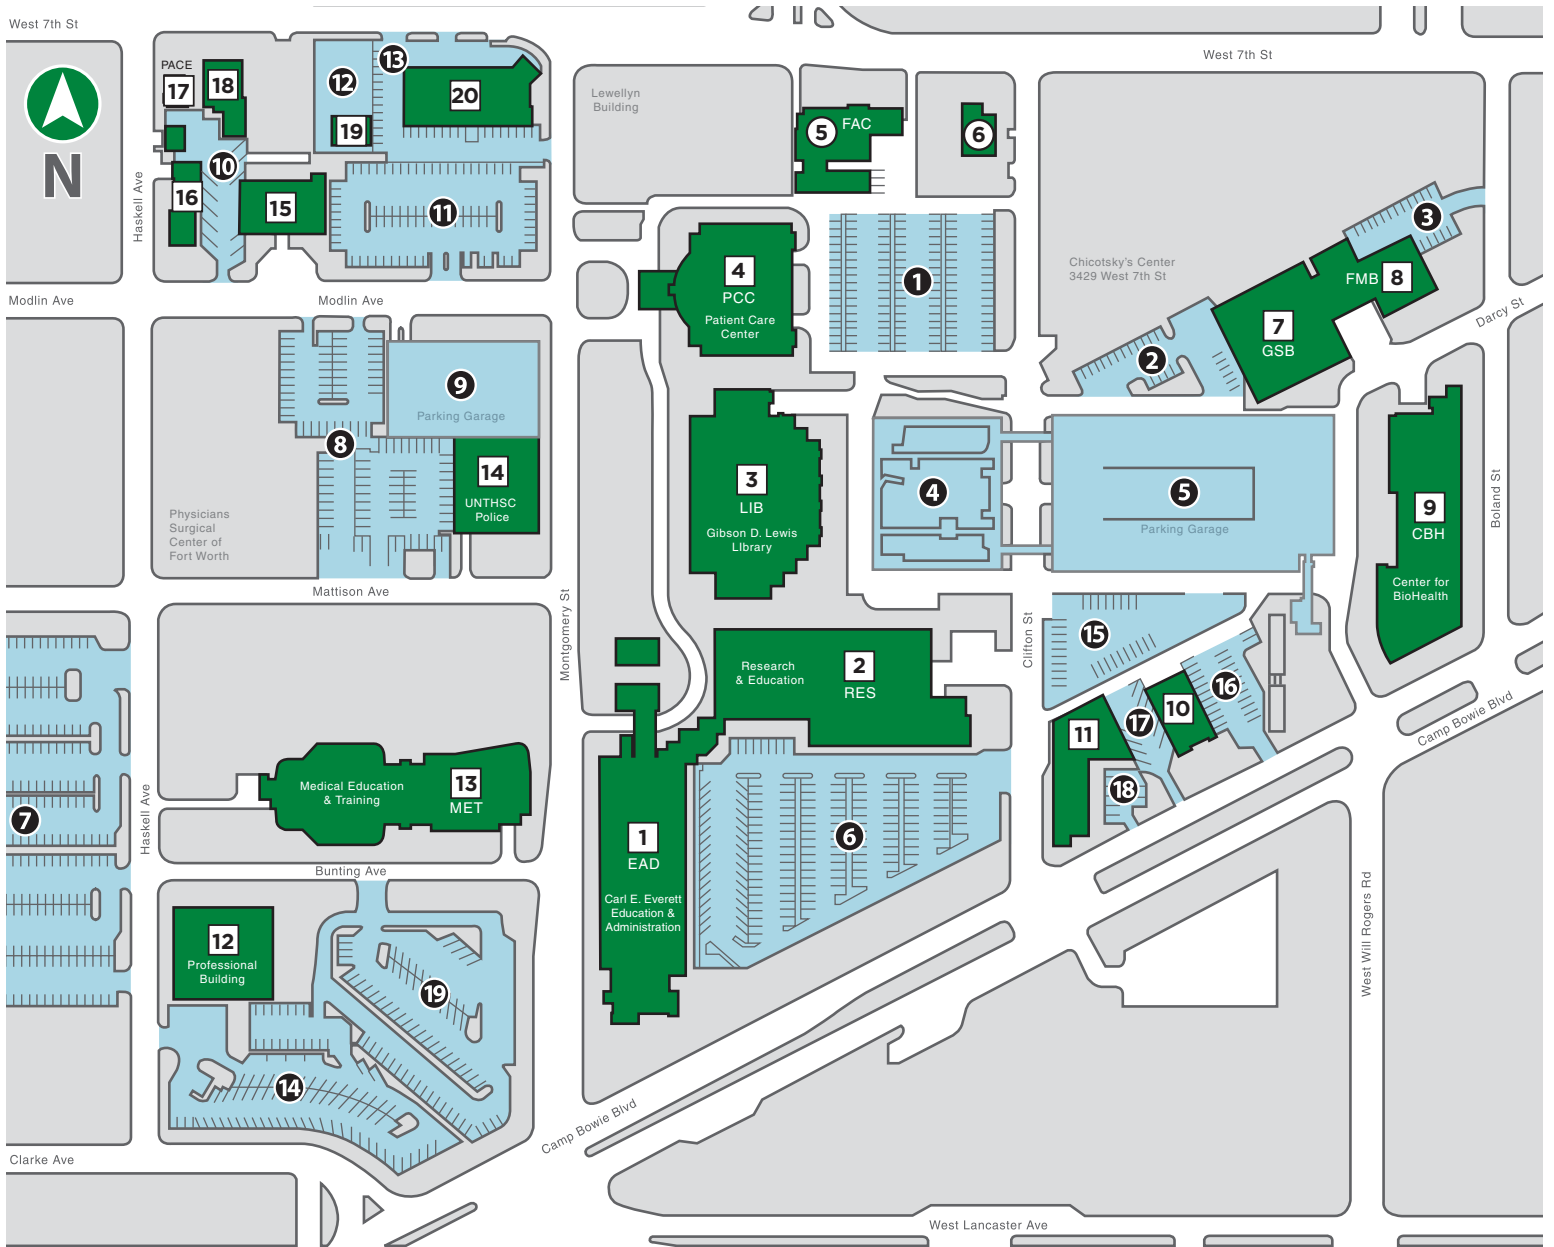 West 7th St
West 7th St
PACE
17
18
12
13
20
19
10
16
15
11
Haskell Ave
N
Lewellyn
Building
5
FAC
6
3
Chicotsky's Center
3429 West 7th St
FMB 8
7
GSB
2
Darcy St
4
PCC
Patient Care
Center
1
Modlin Ave
Modlin Ave
9
Parking Garage
8
14
UNTHSC
Police
Physicians
Surgical
Center of
Fort Worth
Mattison Ave
3
LIB
Gibson D. Lewis
LIbrary
4
5
Parking Garage
9
CBH
Center for
BioHealth
Boland St
Montgomery St
Clifton St
15
16
17
10
11
18
Research
& Education
2
RES
Camp Bowie Blvd
7
Haskell Ave
Medical Education
& Training
13
MET
Bunting Ave
1
EAD
Carl E. Everett
Education &
Administration
6
12
Professional
Building
19
14
West Will Rogers Rd
Camp Bowie Blvd
Clarke Ave
West Lancaster Ave